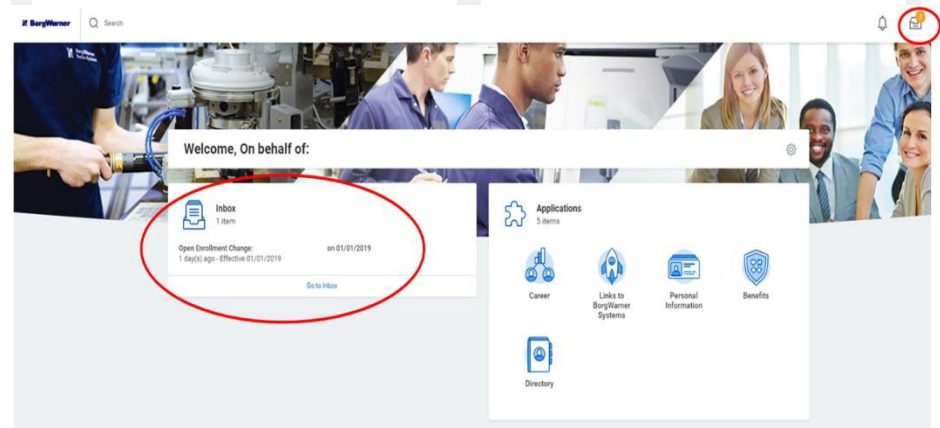 BorgWarner
Search
1
BorgWarner
Welcome, On behalf of:
Inbox
1 item
Open Enrollment Change: on 01/01/2019
1 day(s) ago - Effective 01/01/2019
Go to Inbox
Applications
5 items
Career
Links to
BorgWarner
Systems
Personal
Information
Benefits
Directory